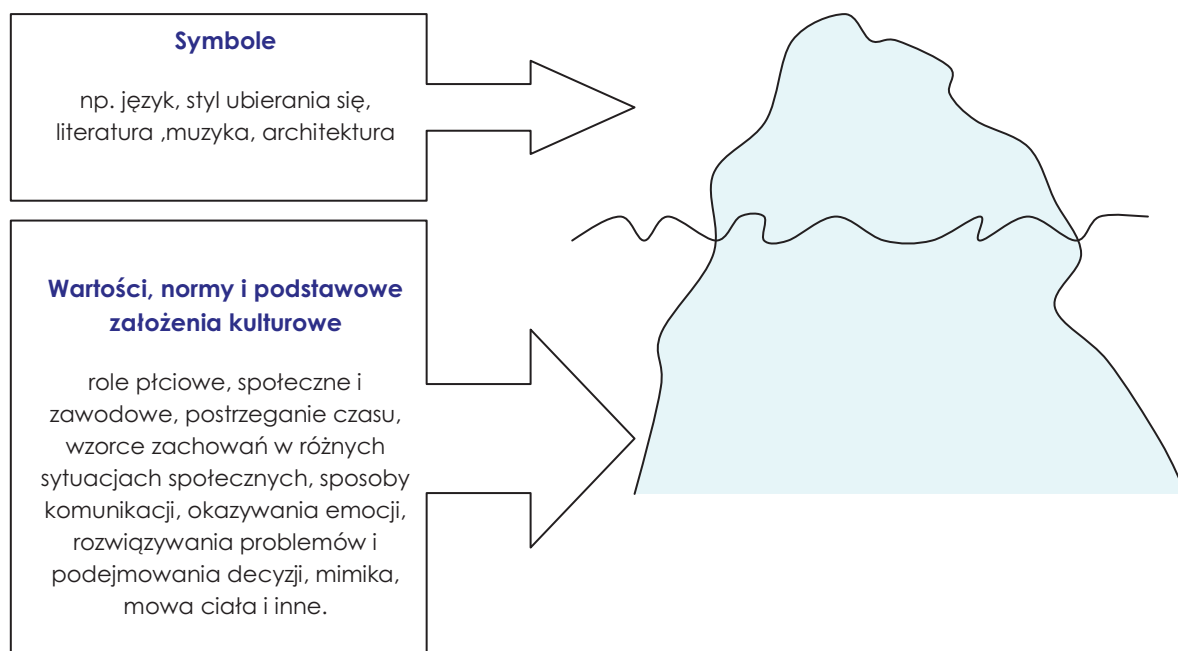 Symbole
np. język, styl ubierania się,
literatura ,muzyka, architektura
Wartości, normy i podstawowe
założenia kulturowe
role płciowe, społeczne i
zawodowe, postrzeganie czasu,
wzorce zachowań w różnych
sytuacjach społecznych, sposoby
komunikacji, okazywania emocji,
rozwiązywania problemów i
podejmowania decyzji, mimika,
mowa ciała i inne.